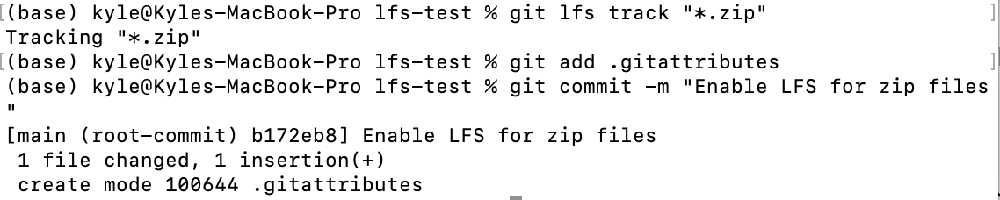 [(base) kyle@Kyles-MacBook-Pro lfs-test % git lfs track "*.zip" ]
Tracking "*.zip"
[(base) kyle@Kyles-MacBook-Pro lfs-test % git add .gitattributes ]
(base) kyle@Kyles-MacBook-Pro lfs-test % git commit -m "Enable LFS for zip files
"
[main (root-commit) b172eb8] Enable LFS for zip files
 1 file changed, 1 insertion(+)
 create mode 100644 .gitattributes